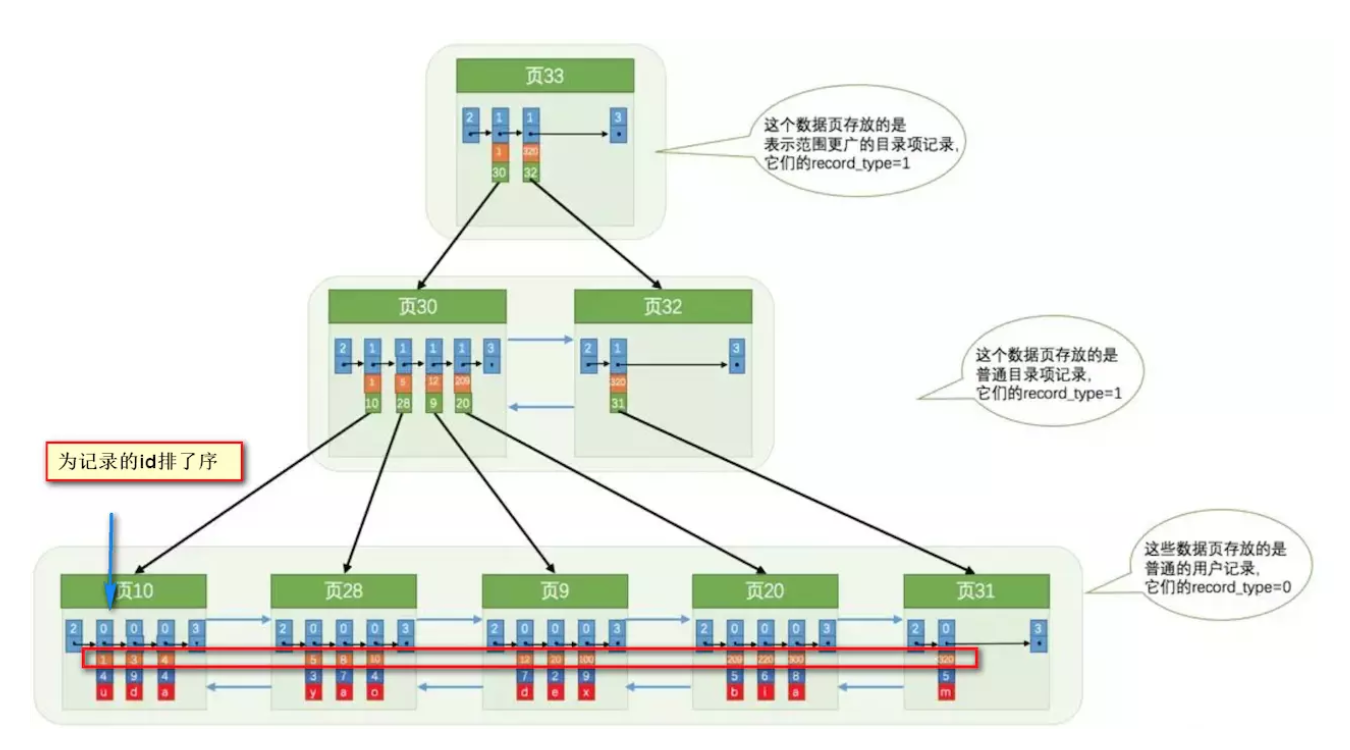 页33
2 1 1 3
1 320
30 32
这个数据页存放的是
表示范围更广的目录项记录,
它们的record_type=1
页30
2 1 1 1 1 3
1 5 12 209
10 28 9 20
页32
2 1 3
320
31
这个数据页存放的是
普通目录项记录,
它们的record_type=1
为记录的id排了序
页10
2 0 0 0 3
1 3 4
4 9 4
u d a
页28
2 0 0 0 3
5 8 10
3 7 4
y a o
页9
2 0 0 0 3
12 20 100
7 2 9
d e x
页20
2 0 0 0 3
209 220 300
5 6 8
b i a
页31
2 0 3
320
5
m
这些数据页存放的是
普通的用户记录,
它们的record_type=0